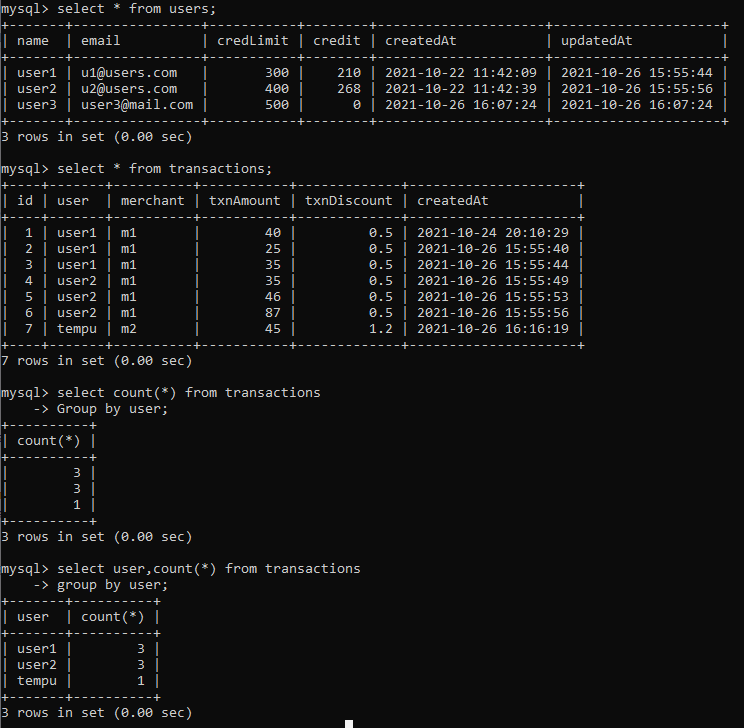 mysql> select * from users;
+-------+----------------+-----------+--------+---------------------+---------------------+
| name  | email          | credLimit | credit | createdAt           | updatedAt           |
+-------+----------------+-----------+--------+---------------------+---------------------+
| user1 | u1@users.com   |       300 |    210 | 2021-10-22 11:42:09 | 2021-10-26 15:55:44 |
| user2 | u2@users.com   |       400 |    268 | 2021-10-22 11:42:39 | 2021-10-26 15:55:56 |
| user3 | user3@mail.com |       500 |      0 | 2021-10-26 16:07:24 | 2021-10-26 16:07:24 |
+-------+----------------+-----------+--------+---------------------+---------------------+
3 rows in set (0.00 sec)

mysql> select * from transactions;
+----+-------+----------+-----------+-------------+---------------------+
| id | user  | merchant | txnAmount | txnDiscount | createdAt           |
+----+-------+----------+-----------+-------------+---------------------+
|  1 | user1 | m1       |        40 |         0.5 | 2021-10-24 20:10:29 |
|  2 | user1 | m1       |        25 |         0.5 | 2021-10-26 15:55:40 |
|  3 | user1 | m1       |        35 |         0.5 | 2021-10-26 15:55:44 |
|  4 | user2 | m1       |        35 |         0.5 | 2021-10-26 15:55:49 |
|  5 | user2 | m1       |        46 |         0.5 | 2021-10-26 15:55:53 |
|  6 | user2 | m1       |        87 |         0.5 | 2021-10-26 15:55:56 |
|  7 | tempu | m2       |        45 |         1.2 | 2021-10-26 16:16:19 |
+----+-------+----------+-----------+-------------+---------------------+
7 rows in set (0.00 sec)

mysql> select count(*) from transactions
    -> Group by user;
+----------+
| count(*) |
+----------+
|        3 |
|        3 |
|        1 |
+----------+
3 rows in set (0.00 sec)

mysql> select user,count(*) from transactions
    -> group by user;
+-------+----------+
| user  | count(*) |
+-------+----------+
| user1 |        3 |
| user2 |        3 |
| tempu |        1 |
+-------+----------+
3 rows in set (0.00 sec)